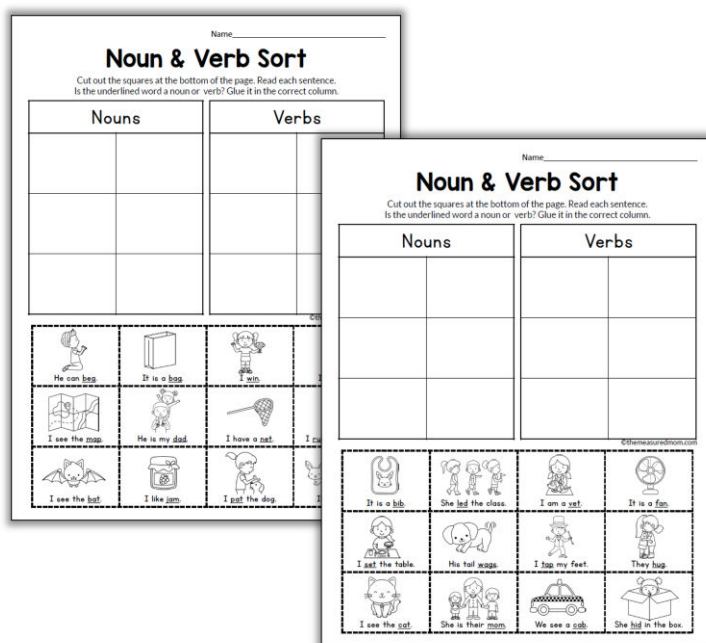 Name
Noun & Verb Sort
Cut out the squares at the bottom of the page. Read each sentence.
Is the underlined word a noun or verb? Glue it in the correct column.
Nouns Verbs
He can beg. It is a bag. I win. I
I see the map. He is my dad. I have a net. I ru
I see the bat. I like jam. I pat the dog. I
Name
Noun & Verb Sort
Cut out the squares at the bottom of the page. Read each sentence.
Is the underlined word a noun or verb? Glue it in the correct column.
Nouns Verbs
©themeasuredmom.com
It is a bib. She led the class. I am a vet. It is a fan.
I set the table. His tail wags. I tap my feet. They hug.
I see the cat. She is their mom. We see a cab. She hid in the box.